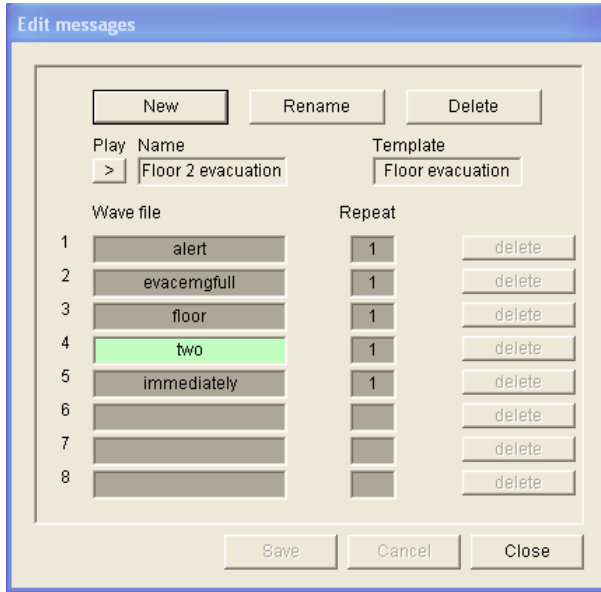 Edit messages
New Rename Delete
Play Name Template
> Floor 2 evacuation Floor evacuation
Wave file Repeat
1 alert 1 delete
2 evacemgfull 1 delete
3 floor 1 delete
4 two 1 delete
5 immediately 1 delete
6 delete
7 delete
8 delete
Save Cancel Close